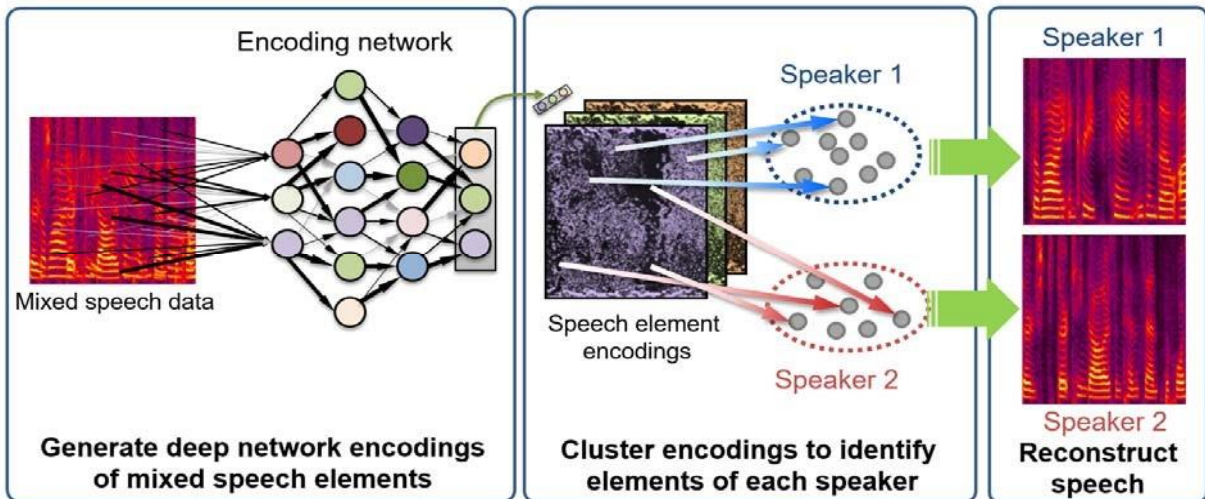 Encoding network
Mixed speech data
Generate deep network encodings
of mixed speech elements
Speaker 1
Speech element
encodings
Speaker 2
Cluster encodings to identify
elements of each speaker
Speaker 1
Speaker 2
Reconstruct
speech